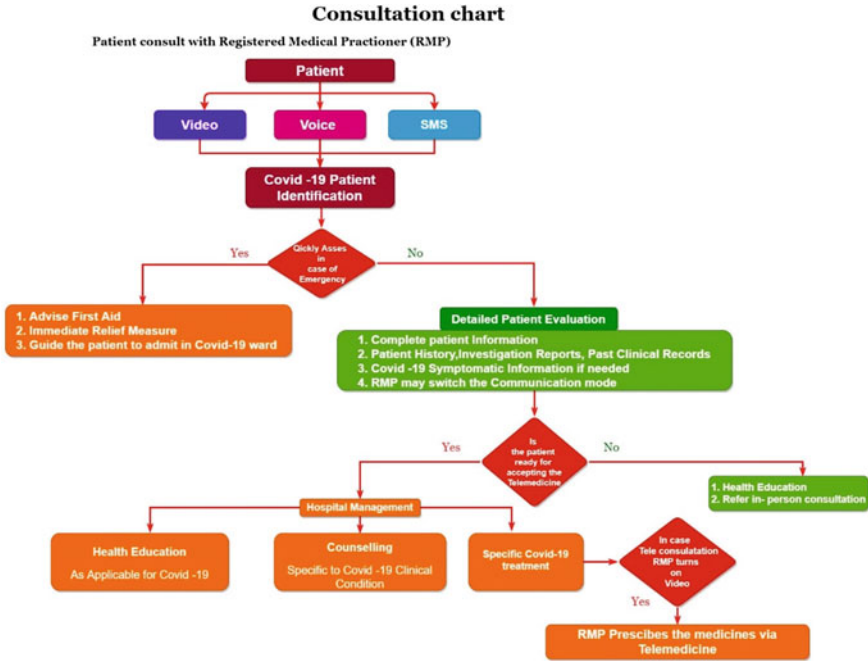 Consultation chart
Patient consult with Registered Medical Practioner (RMP)
Patient
Video
Voice
SMS
Covid -19 Patient
Identification
Yes
Qickly Asses
in
case of
Emergency
No
1. Advise First Aid
2. Immediate Relief Measure
3. Guide the patient to admit in Covid-19 ward
Detailed Patient Evaluation
1. Complete patient Information
2. Patient History,Investigation Reports, Past Clinical Records
3. Covid -19 Symptomatic Information if needed
4. RMP may switch the Communication mode
Yes
Is
the patient
ready for
accepting the
Telemedicine
No
1. Health Education
2. Refer in- person consultation
Hospital Management
Health Education
As Applicable for Covid -19
Counselling
Specific to Covid -19 Clinical
Condition
Specific Covid-19
treatment
In case
Tele consulatation
RMP turns
on
Video
Yes
RMP Prescibes the medicines via
Telemedicine